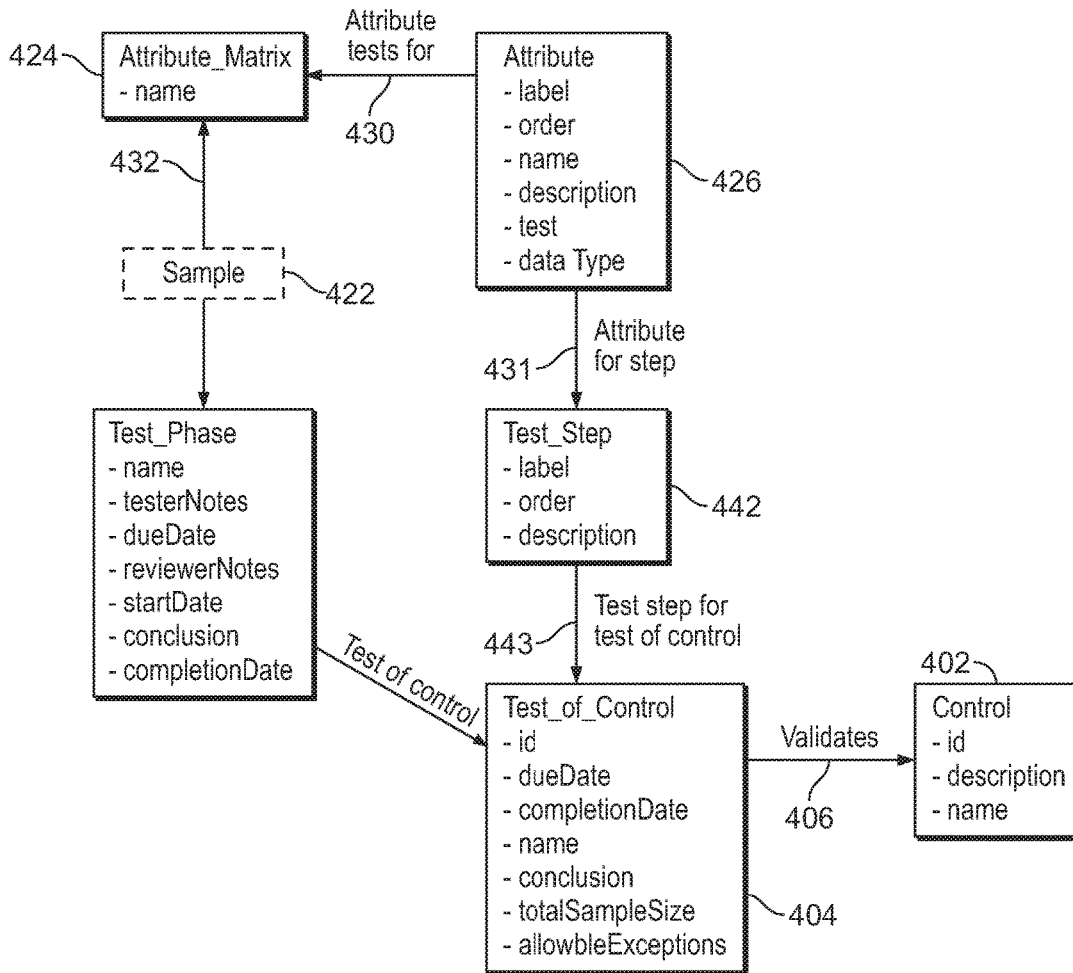 424
Attribute_Matrix
- name
Attribute
tests for
430
Attribute
- label
- order
- name
- description
- test
- data Type
426
432
Sample
422
431
Attribute
for step
Test_Phase
- name
- testerNotes
- dueDate
- reviewerNotes
- startDate
- conclusion
- completionDate
Test_Step
- label
- order
- description
442
443
Test step for
test of control
Test of control
Test_of_Control
- id
- dueDate
- completionDate
- name
- conclusion
- totalSampleSize
- allowbleExceptions
404
Validates
406
402
Control
- id
- description
- name